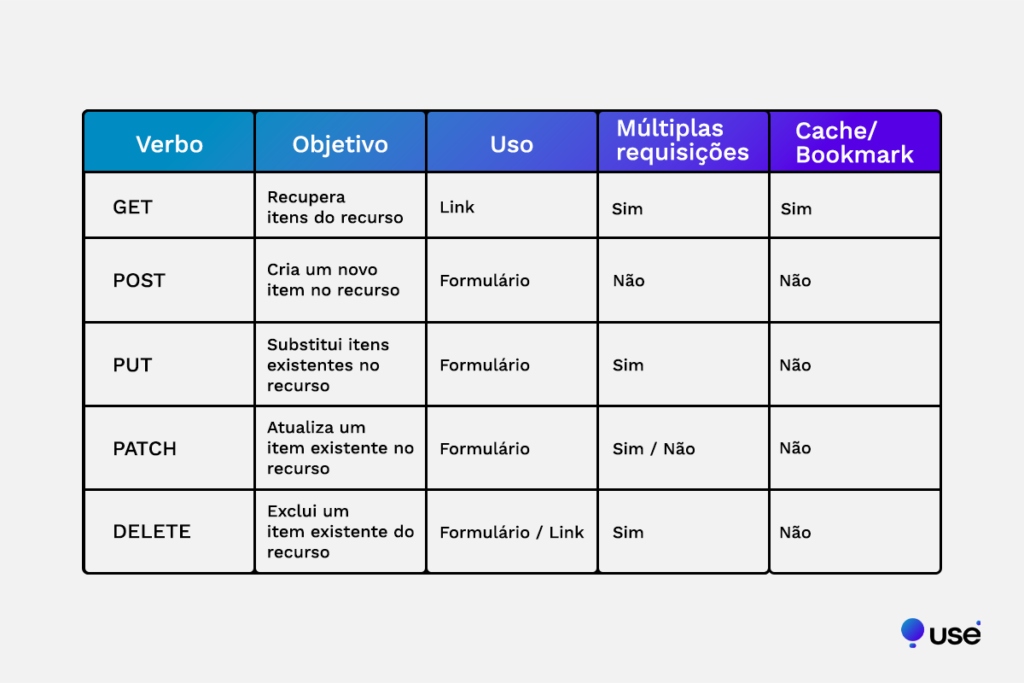 Verbo
Objetivo
Uso
Múltiplas
requisições
Cache/
Bookmark
GET
Recupera
itens do recurso
Link
Sim
Sim
POST
Cria um novo
item no recurso
Formulário
Não
Não
PUT
Substitui itens
existentes no
recurso
Formulário
Sim
Não
PATCH
Atualiza um
item existente no
recurso
Formulário
Sim / Não
Não
DELETE
Exclui um
item existente do
recurso
Formulário / Link
Sim
Não
use